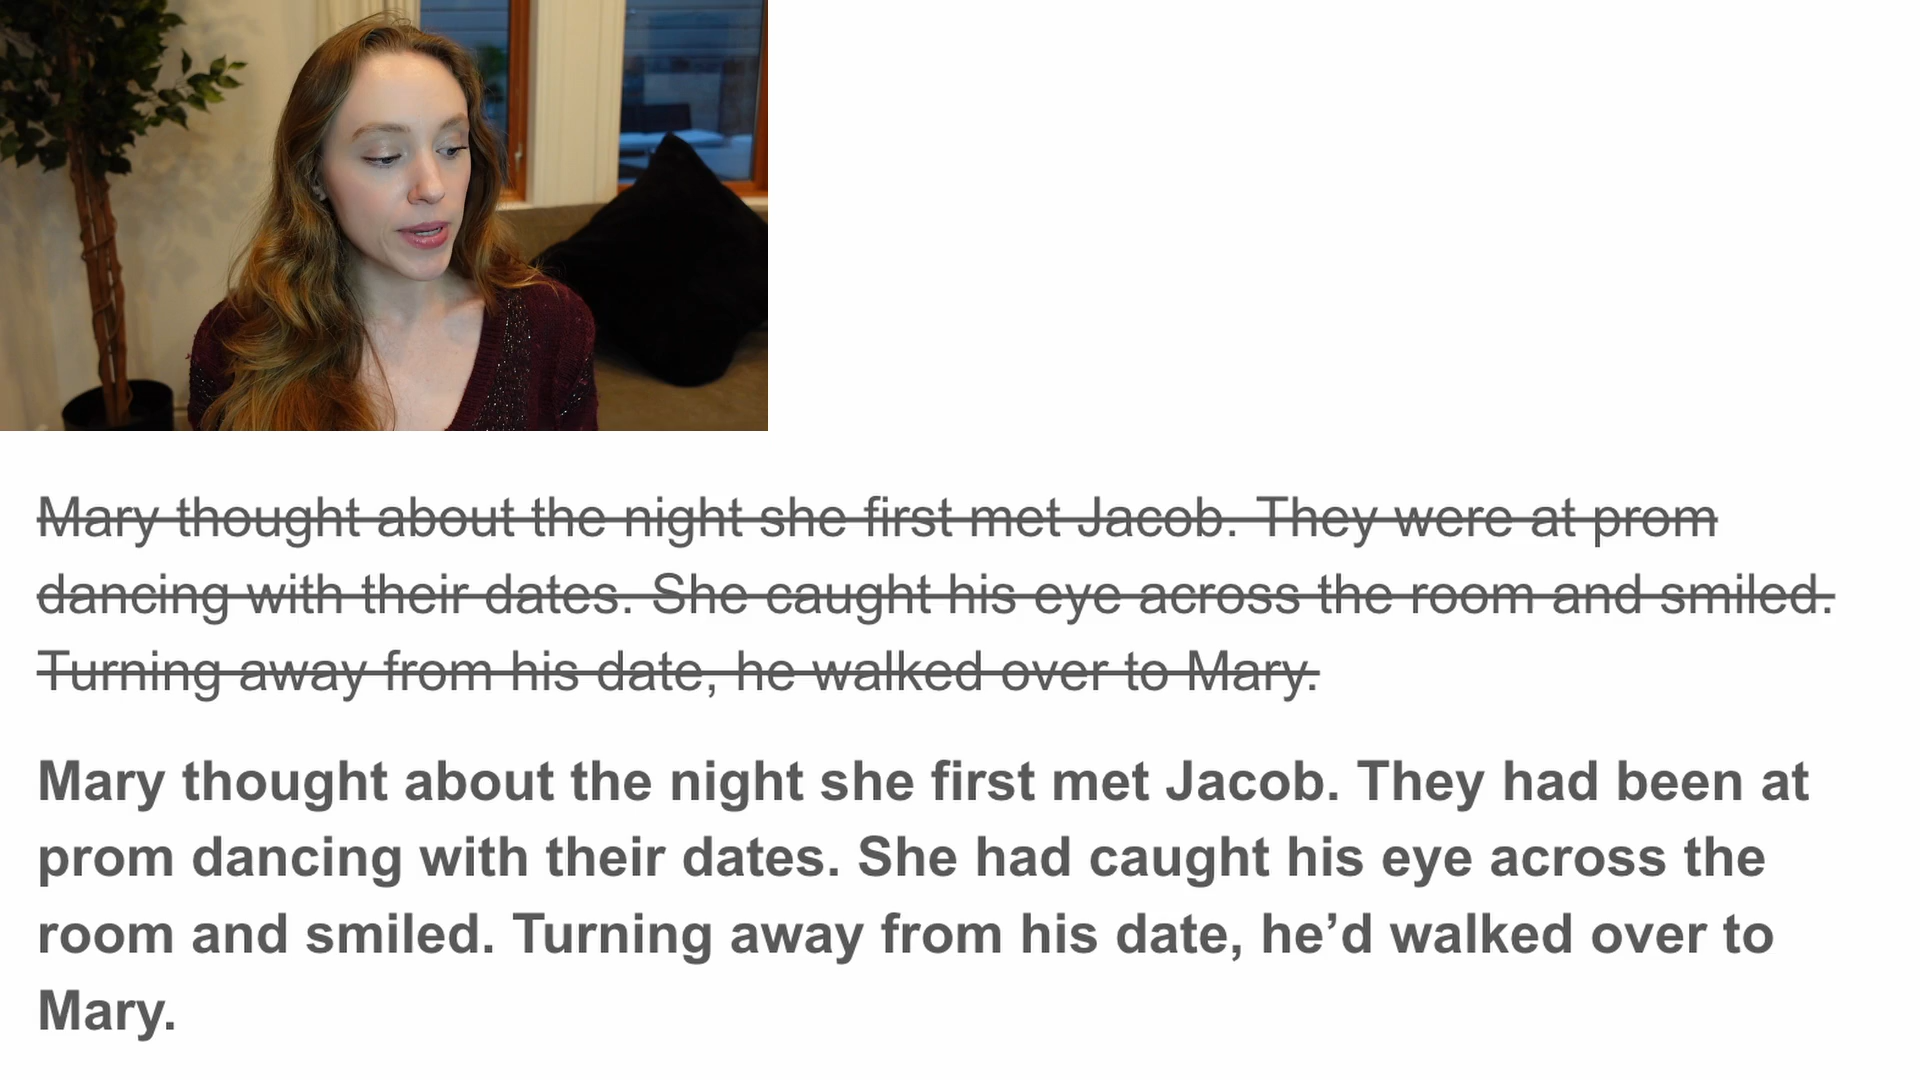 Mary thought about the night she first met Jacob. They were at prom
dancing with their dates. She caught his eye across the room and smiled.
Turning away from his date, he walked over to Mary.
Mary thought about the night she first met Jacob. They had been at
prom dancing with their dates. She had caught his eye across the
room and smiled. Turning away from his date, he’d walked over to
Mary.